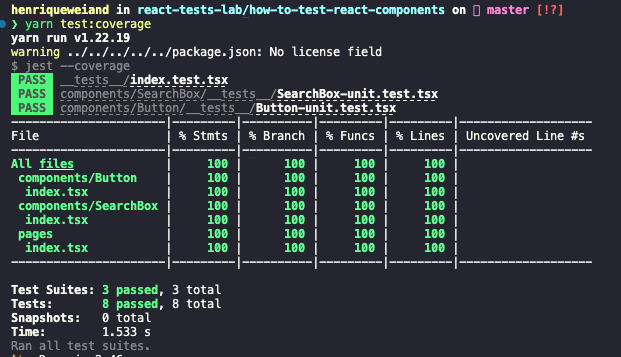 henriqueweiand in react-tests-lab/how-to-test-react-components on master [!?]
❯ yarn test:coverage
yarn run v1.22.19
warning ../../../../../package.json: No license field
$ jest --coverage
PASS __tests__/index.test.tsx
PASS components/SearchBox/__tests__/SearchBox-unit.test.tsx
PASS components/Button/__tests__/Button-unit.test.tsx
File | % Stmts | % Branch | % Funcs | % Lines | Uncovered Line #s
All files | 100 | 100 | 100 | 100 |
components/Button | 100 | 100 | 100 | 100 |
index.tsx | 100 | 100 | 100 | 100 |
components/SearchBox | 100 | 100 | 100 | 100 |
index.tsx | 100 | 100 | 100 | 100 |
pages | 100 | 100 | 100 | 100 |
index.tsx | 100 | 100 | 100 | 100 |
Test Suites: 3 passed, 3 total
Tests: 8 passed, 8 total
Snapshots: 0 total
Time: 1.533 s
Ran all test suites.